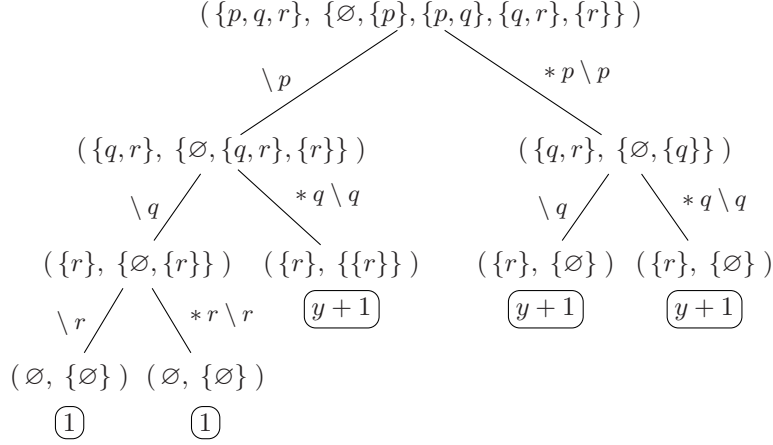 ( {p, q, r}, {∅, {p}, {p, q}, {q, r}, {r}} )
\ p
∗ p \ p
( {q, r}, {∅, {q, r}, {r}} )
( {q, r}, {∅, {q}} )
\ q
∗ q \ q
\ q
∗ q \ q
( {r}, {∅, {r}} )
( {r}, {{r}} )
( {r}, {∅} )
( {r}, {∅} )
y + 1
y + 1
y + 1
\ r
∗ r \ r
( ∅, {∅} )
( ∅, {∅} )
1
1